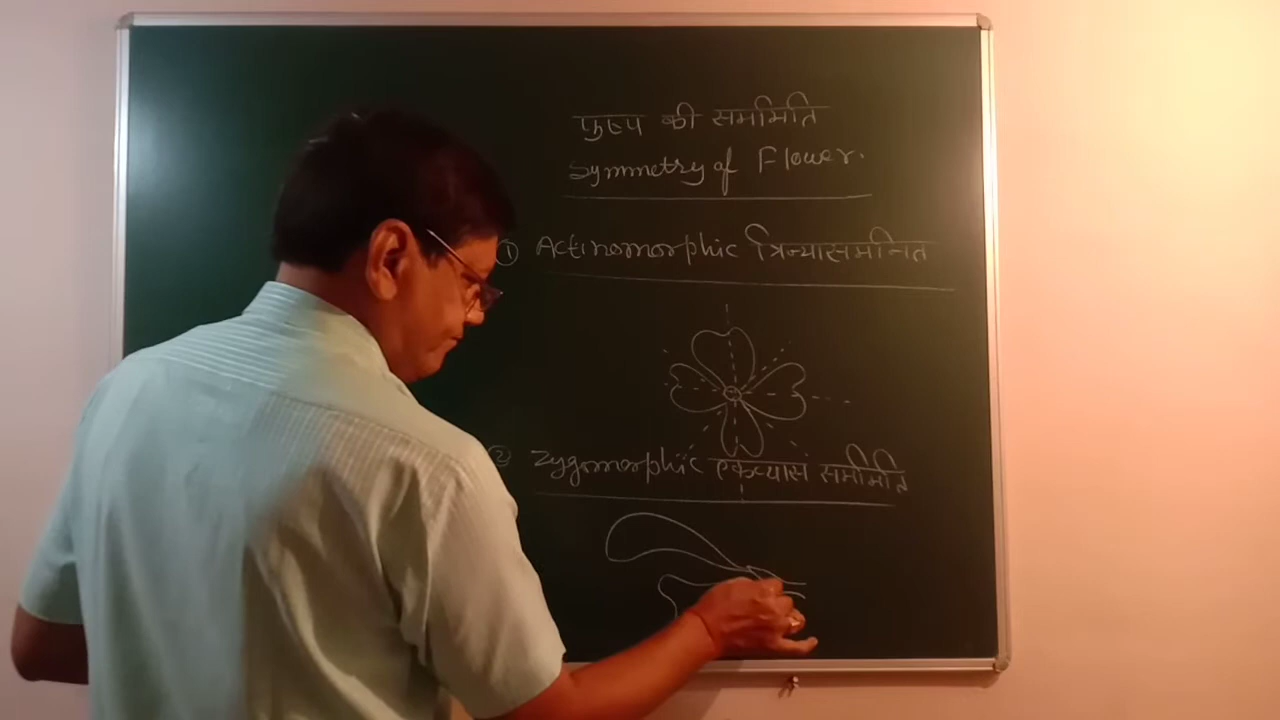 पुष्प की सममिति
Symmetry of Flower.
① Actinomorphic त्रिज्यासममित
② Zygomorphic एकव्यास सममिति